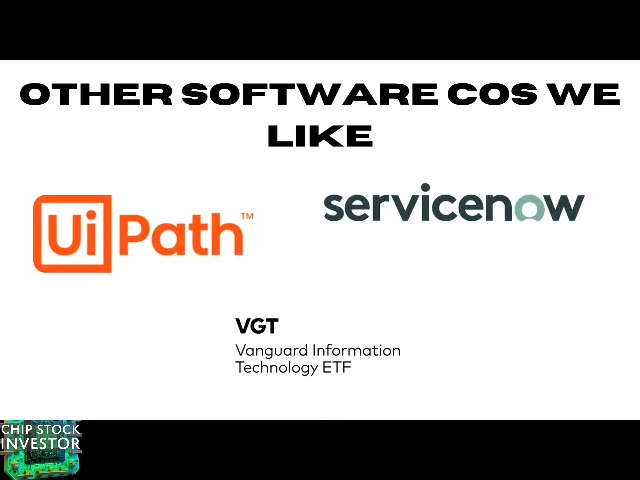 OTHER SOFTWARE COS WE
LIKE
UiPath™
servicenow
VGT
Vanguard Information
Technology ETF
CHIP STOCK
INVESTOR